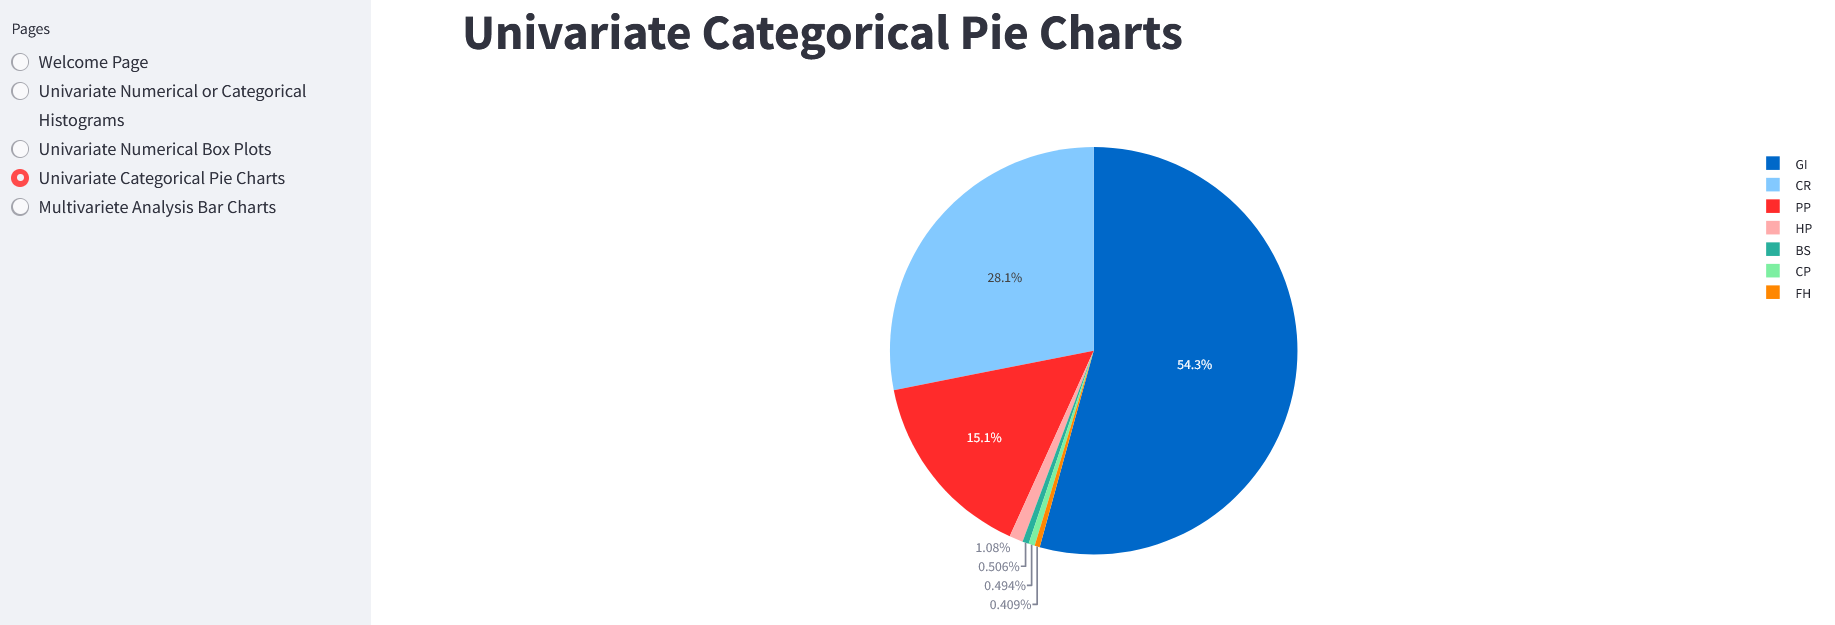 Pages
Welcome Page
Univariate Numerical or Categorical
Histograms
Univariate Numerical Box Plots
Univariate Categorical Pie Charts
Multivariete Analysis Bar Charts
Univariate Categorical Pie Charts
28.1%
54.3%
15.1%
1.08%
0.506%
0.494%
0.409%
GI
CR
PP
HP
BS
CP
FH